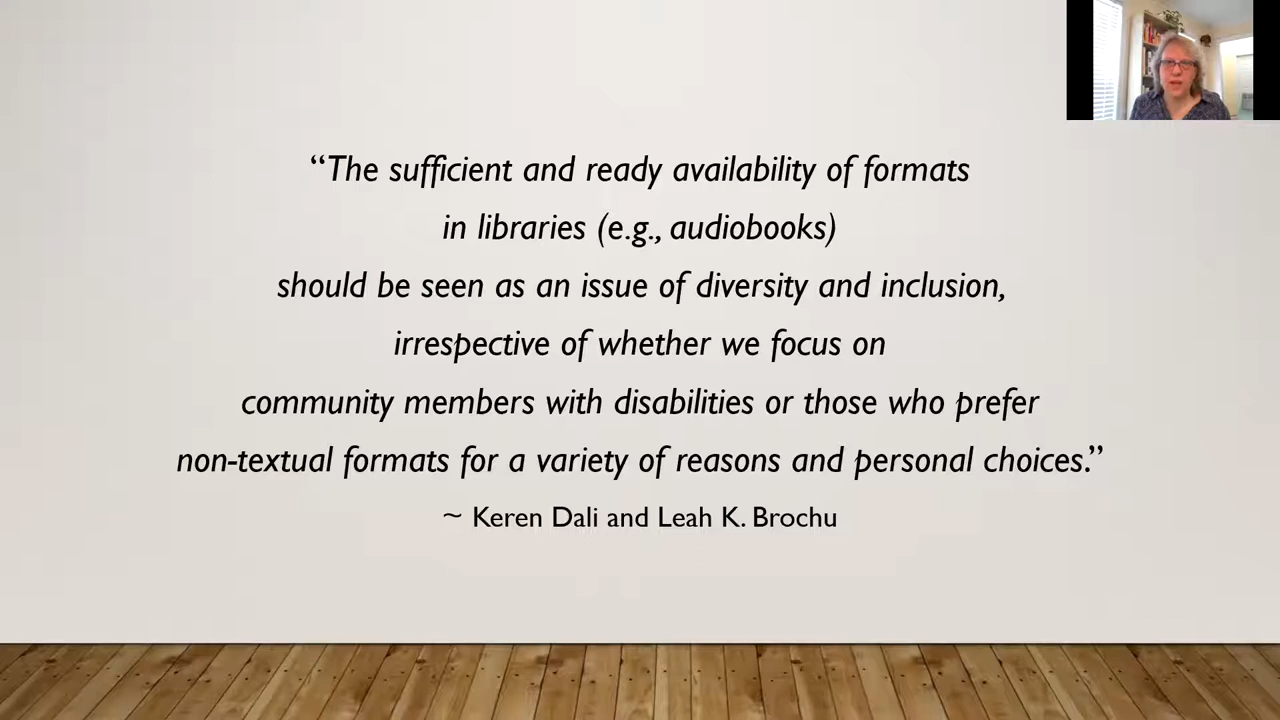 “The sufficient and ready availability of formats
in libraries (e.g., audiobooks)
should be seen as an issue of diversity and inclusion,
irrespective of whether we focus on
community members with disabilities or those who prefer
non-textual formats for a variety of reasons and personal choices.”
~ Keren Dali and Leah K. Brochu